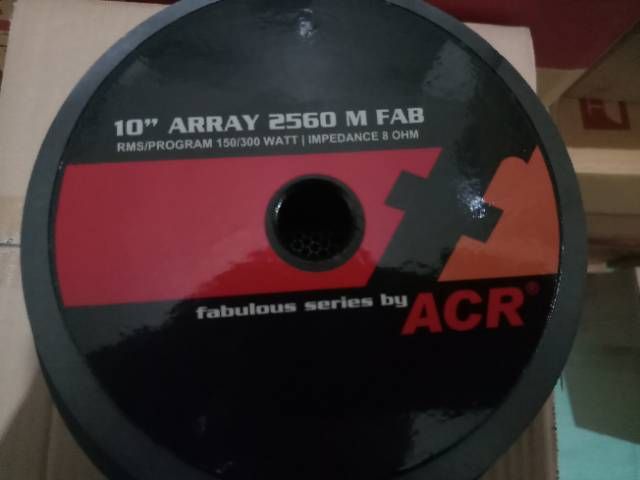 10” ARRAY 2560 M FAB
RMS/PROGRAM 150/300 WATT | IMPEDANCE 8 OHM
fabulous series by ACR®